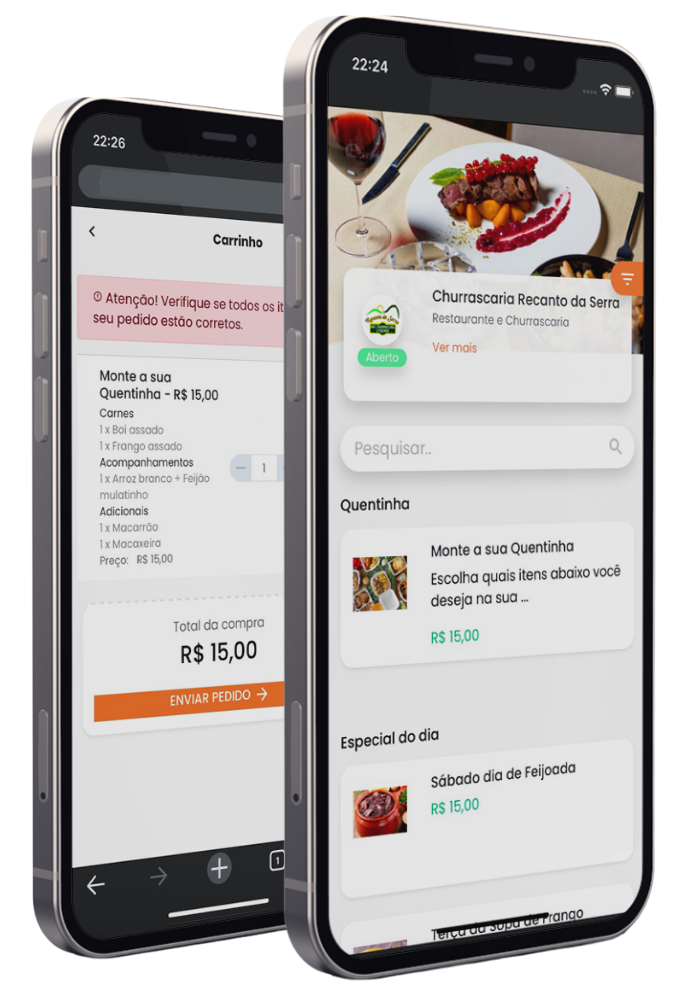 22:26
Carrinho
Atenção! Verifique se todos os it
seu pedido estão corretos.
Monte a sua
Quentinha - R$ 15,00
Carnes
1 x Boi assado
1 x Frango assado
Acompanhamentos
1 x Arroz branco + Feijão
mulatinho
Adicionais
1 x Macarrão
1 x Macaxeira
Preço: R$ 15,00
1
Total da compra
R$ 15,00
ENVIAR PEDIDO
1
22:24
Churrascaria Recanto da Serra
Restaurante e Churrascaria
Aberto
Ver mais
Pesquisar..
Quentinha
Monte a sua Quentinha
Escolha quais itens abaixo você
deseja na sua ...
R$ 15,00
Especial do dia
Sábado dia de Feijoada
R$ 15,00
Terça da Sopa de Frango